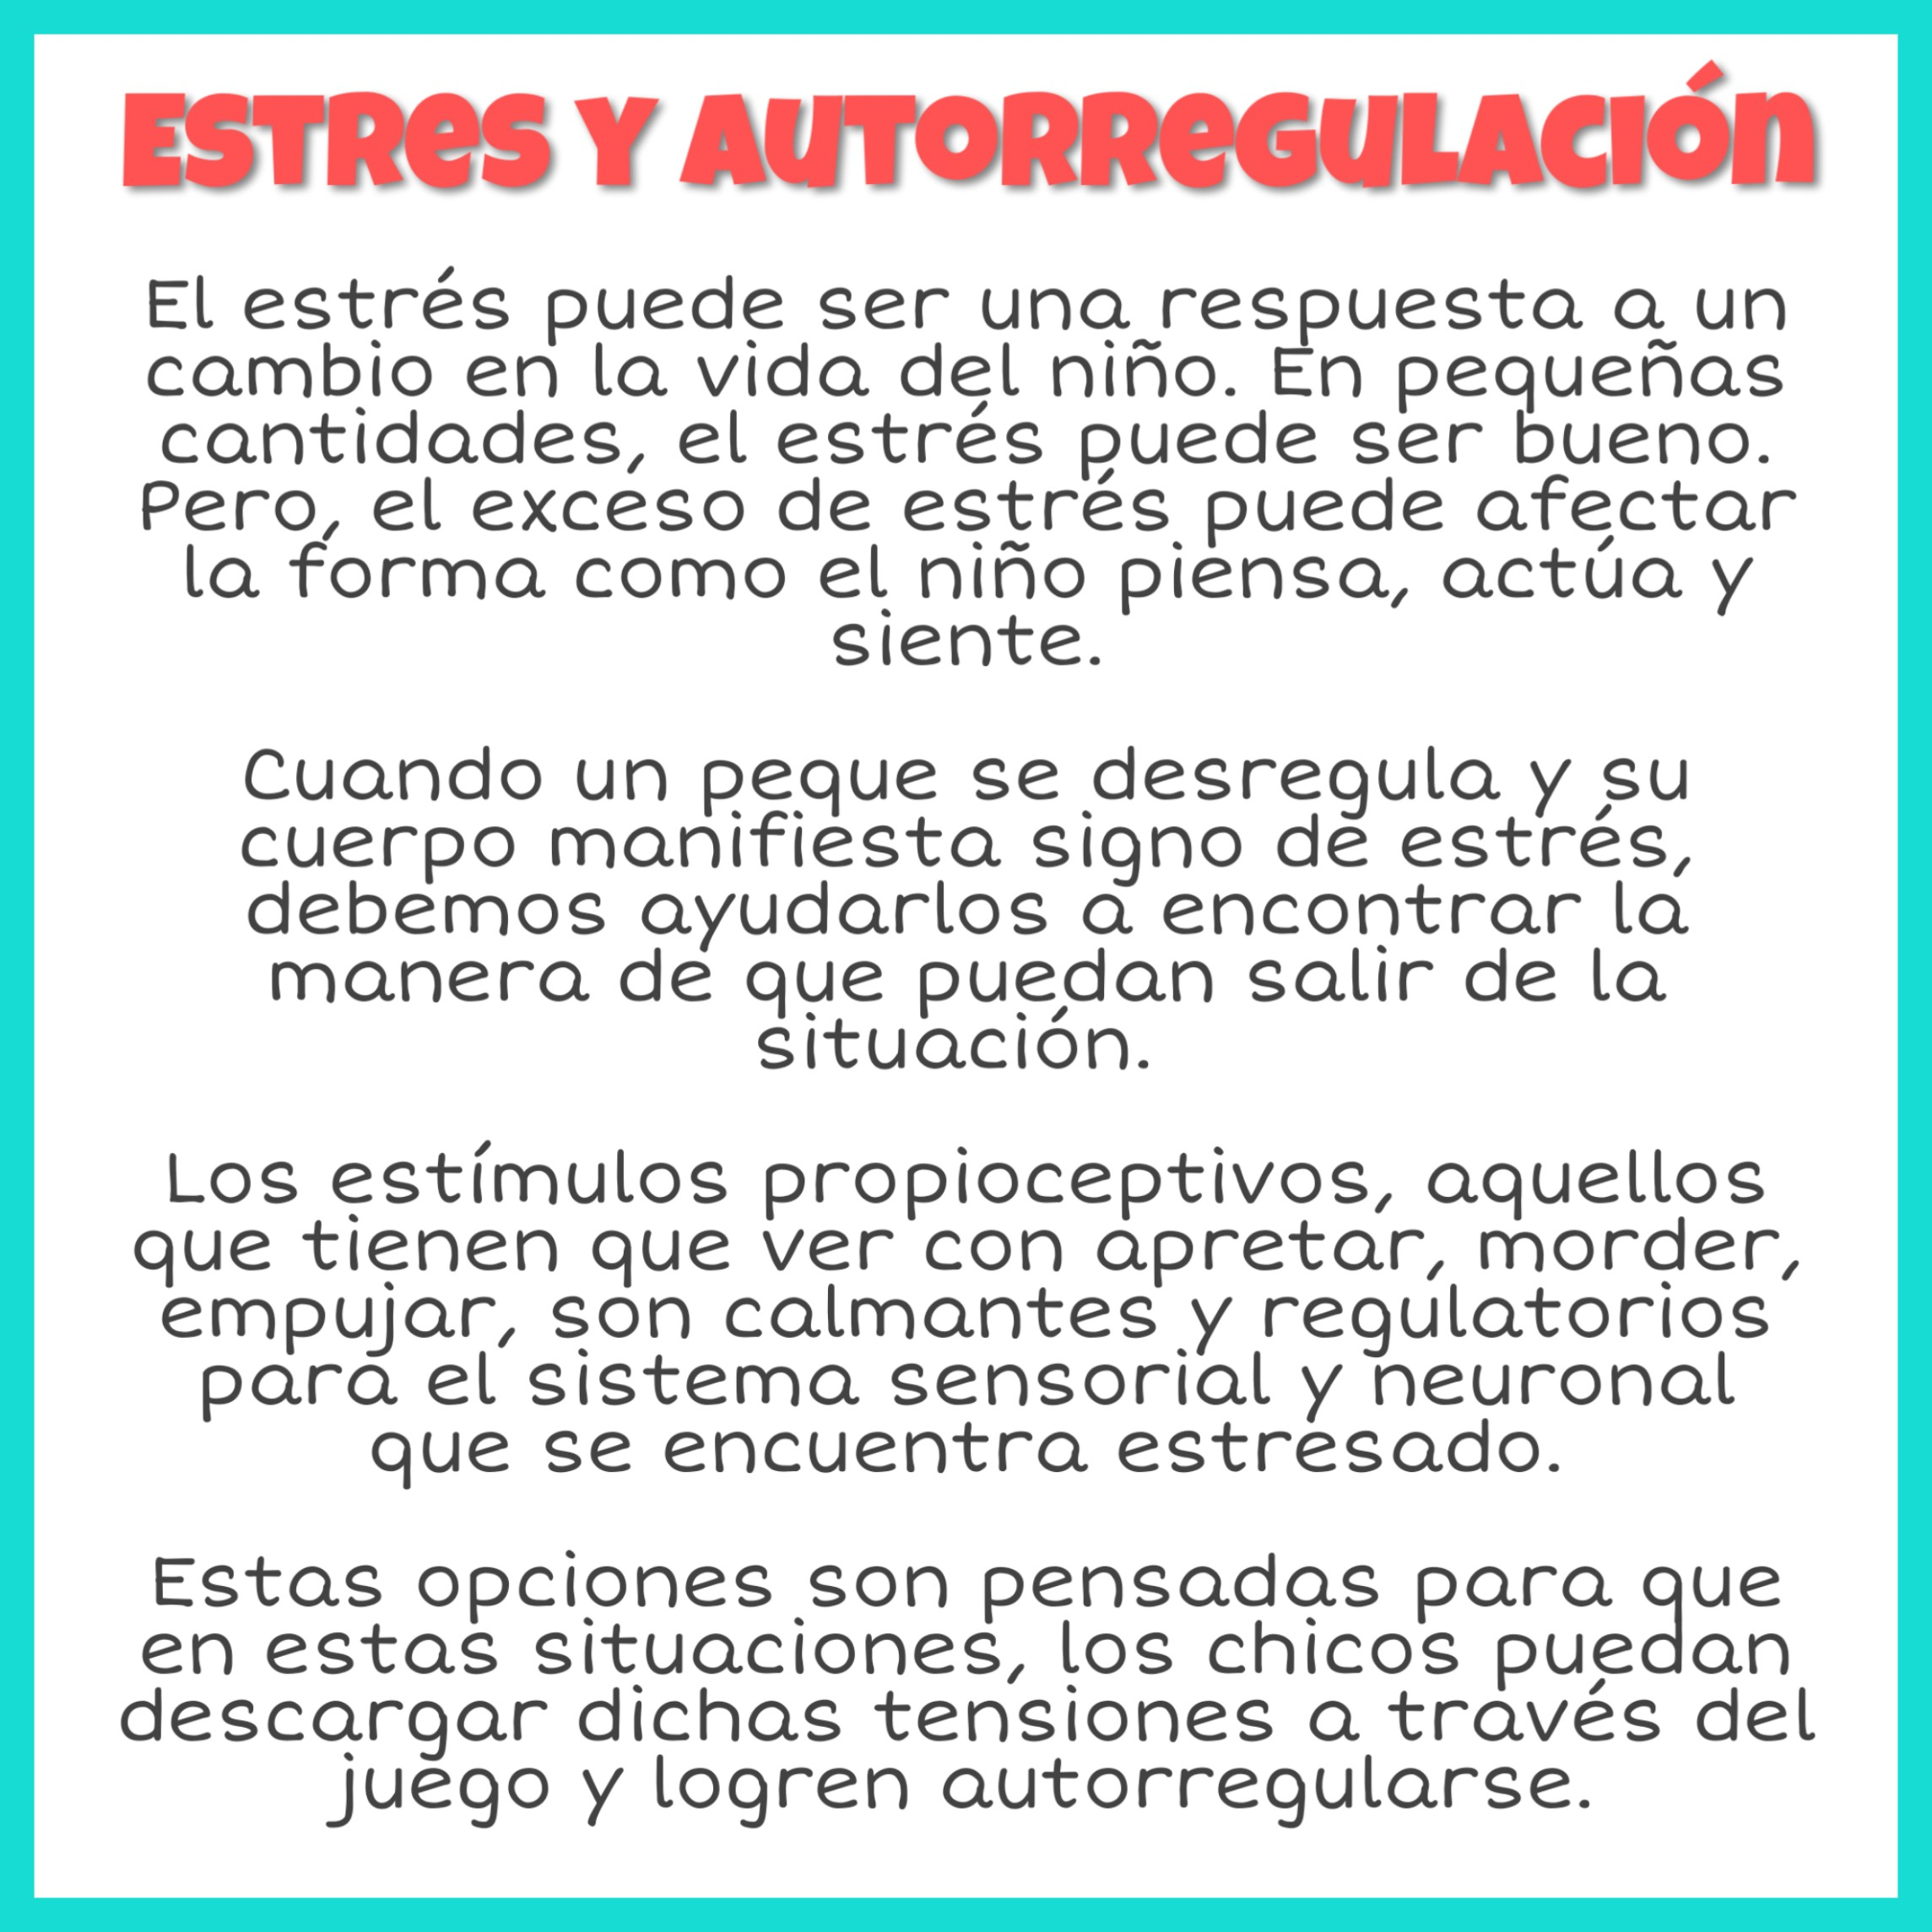 ESTRES Y AUTORREGULACIÓN
El estrés puede ser una respuesta a un
cambio en la vida del niño. En pequeñas
cantidades, el estrés puede ser bueno.
Pero, el exceso de estrés puede afectar
la forma como el niño piensa, actúa y
siente.
Cuando un peque se desregula y su
cuerpo manifiesta signo de estrés,
debemos ayudarlos a encontrar la
manera de que puedan salir de la
situación.
Los estímulos propioceptivos, aquellos
que tienen que ver con apretar, morder,
empujar, son calmantes y regulatorios
para el sistema sensorial y neuronal
que se encuentra estresado.
Estas opciones son pensadas para que
en estas situaciones, los chicos puedan
descargar dichas tensiones a través del
juego y logren autorregularse.